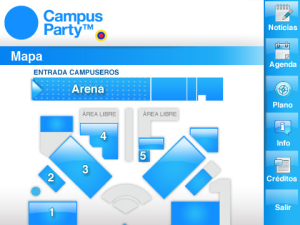 Campus
Party™
Mapa
ENTRADA CAMPUSEROS
Arena
ÁREA LIBRE
ÁREA LIBRE
4
5
3
2
1
Noticias
Agenda
Plano
Info
Créditos
Salir